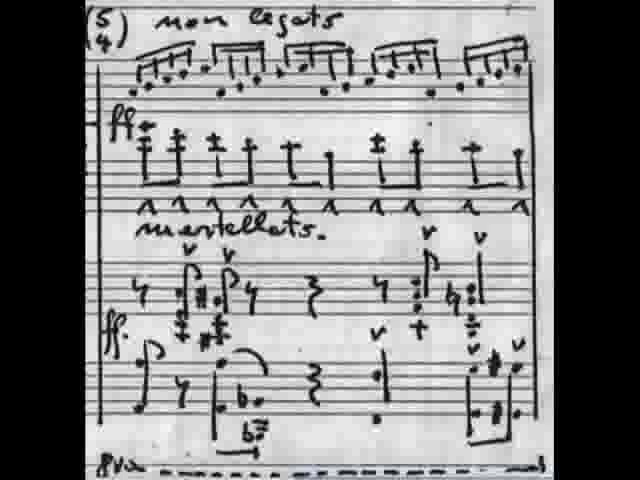 (5/4) non legato
ff
martellato.
ff.
8va